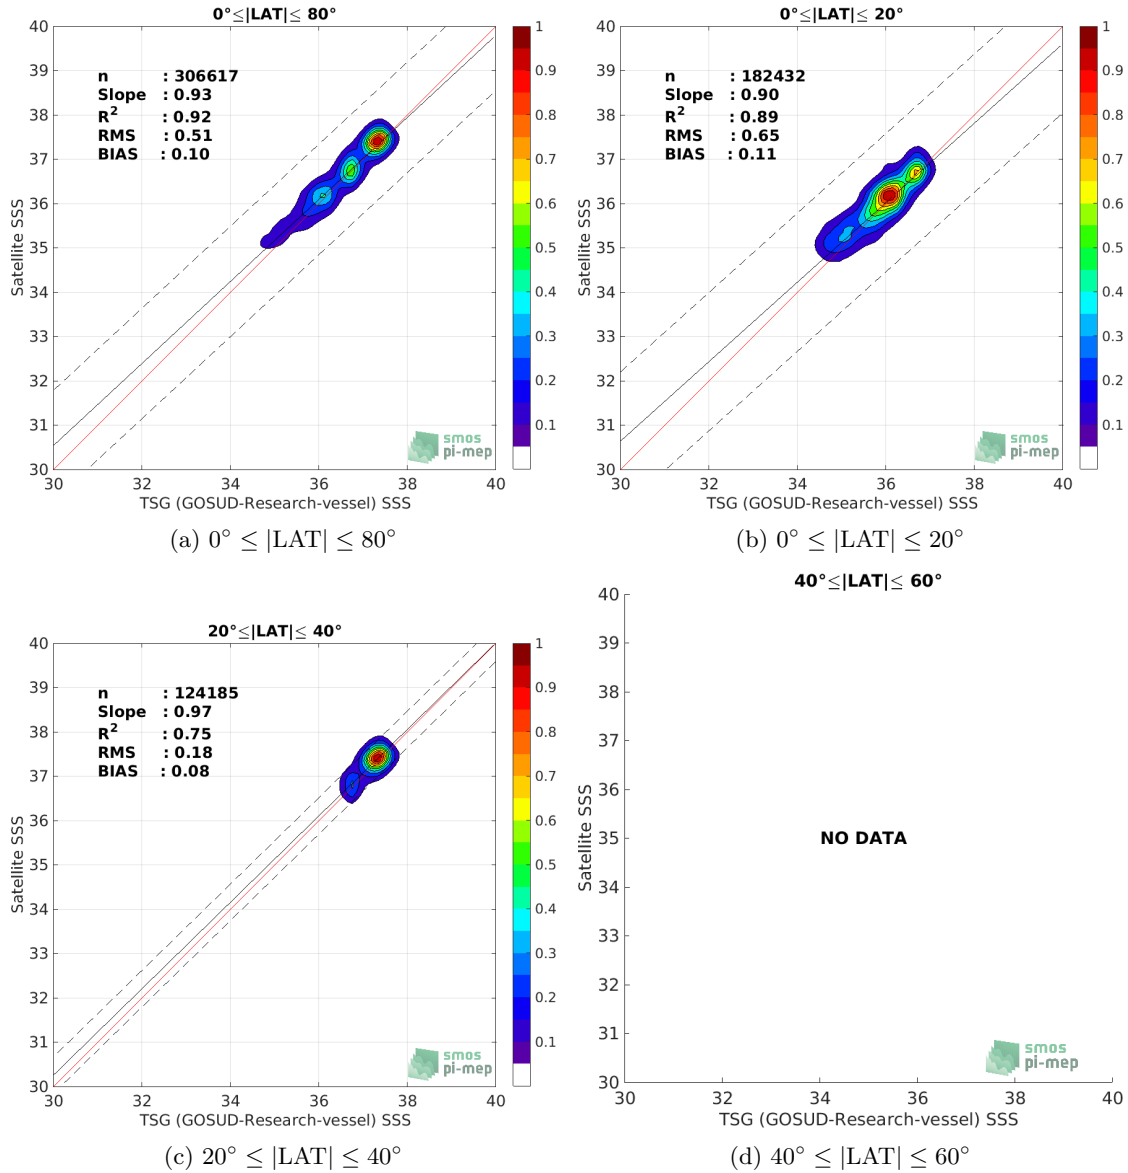 0°≤|LAT|≤ 80°
40
39
38
37
36
35
34
33
32
31
30
Satellite SSS
n : 306617
Slope : 0.93
R² : 0.92
RMS : 0.51
BIAS : 0.10
1
0.9
0.8
0.7
0.6
0.5
0.4
0.3
0.2
0.1
smos
pi-mep
30 32 34 36 38 40
TSG (GOSUD-Research-vessel) SSS
(a) 0° ≤ |LAT| ≤ 80°
0°≤|LAT|≤ 20°
40
39
38
37
36
35
34
33
32
31
30
Satellite SSS
n : 182432
Slope : 0.90
R² : 0.89
RMS : 0.65
BIAS : 0.11
1
0.9
0.8
0.7
0.6
0.5
0.4
0.3
0.2
0.1
smos
pi-mep
30 32 34 36 38 40
TSG (GOSUD-Research-vessel) SSS
(b) 0° ≤ |LAT| ≤ 20°
20°≤|LAT|≤ 40°
40
39
38
37
36
35
34
33
32
31
30
Satellite SSS
n : 124185
Slope : 0.97
R² : 0.75
RMS : 0.18
BIAS : 0.08
1
0.9
0.8
0.7
0.6
0.5
0.4
0.3
0.2
0.1
smos
pi-mep
30 32 34 36 38 40
TSG (GOSUD-Research-vessel) SSS
(c) 20° ≤ |LAT| ≤ 40°
40°≤|LAT|≤ 60°
40
39
38
37
36
35
34
33
32
31
30
Satellite SSS
NO DATA
smos
pi-mep
30 32 34 36 38 40
TSG (GOSUD-Research-vessel) SSS
(d) 40° ≤ |LAT| ≤ 60°